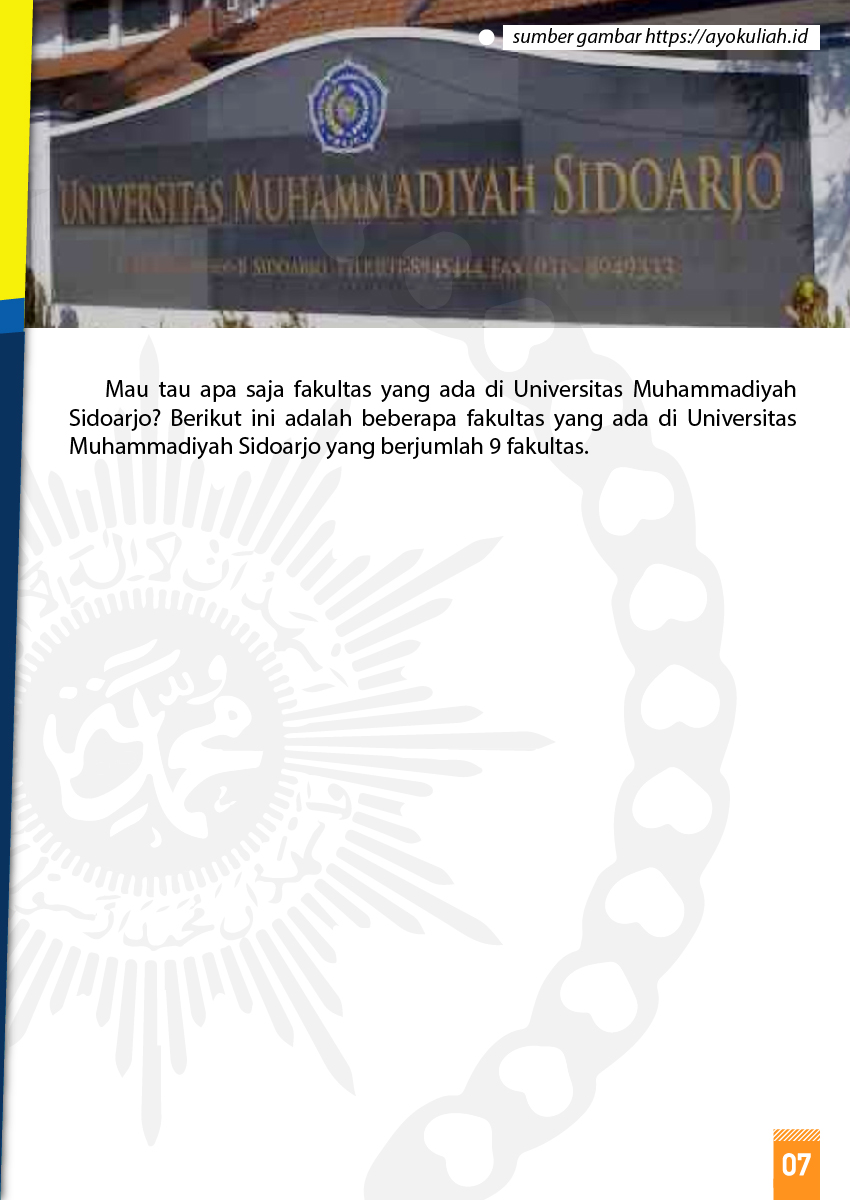 sumber gambar https://ayokuliah.id
UNIVERSITAS MUHAMMADIYAH SIDOARJO
SIDOARJO. TELP.031-8945444, FAX. 031 - 8949333
Mau tau apa saja fakultas yang ada di Universitas Muhammadiyah
Sidoarjo? Berikut ini adalah beberapa fakultas yang ada di Universitas
Muhammadiyah Sidoarjo yang berjumlah 9 fakultas.
محمد
07